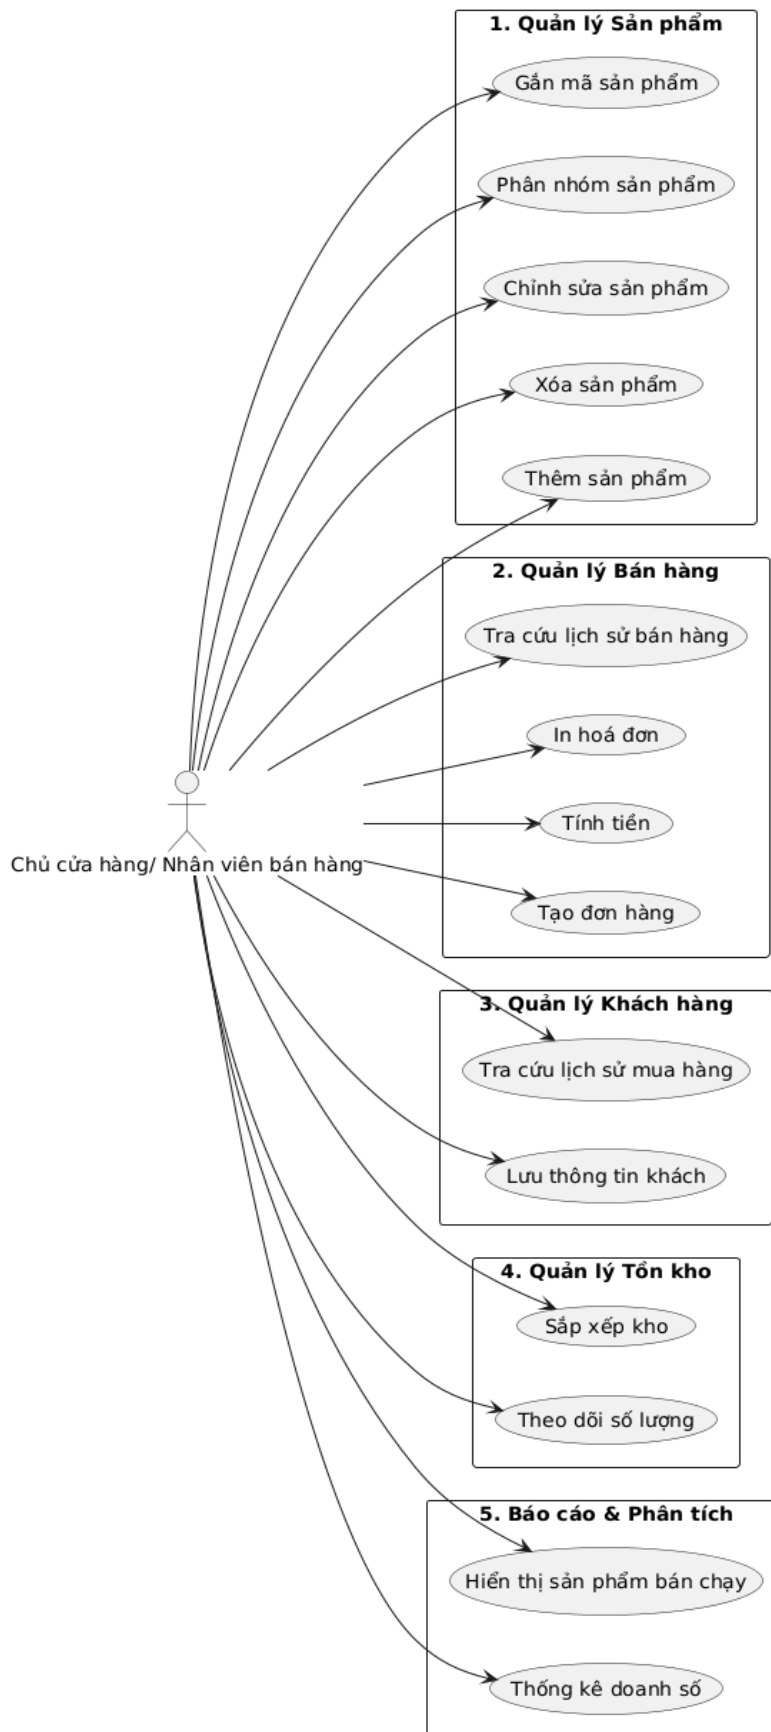 1. Quản lý Sản phẩm
Gắn mã sản phẩm
Phân nhóm sản phẩm
Chỉnh sửa sản phẩm
Xóa sản phẩm
Thêm sản phẩm
2. Quản lý Bán hàng
Tra cứu lịch sử bán hàng
In hoá đơn
Tính tiền
Tạo đơn hàng
Chủ cửa hàng/ Nhân viên bán hàng
3. Quản lý Khách hàng
Tra cứu lịch sử mua hàng
Lưu thông tin khách
4. Quản lý Tồn kho
Sắp xếp kho
Theo dõi số lượng
5. Báo cáo & Phân tích
Hiển thị sản phẩm bán chạy
Thống kê doanh số